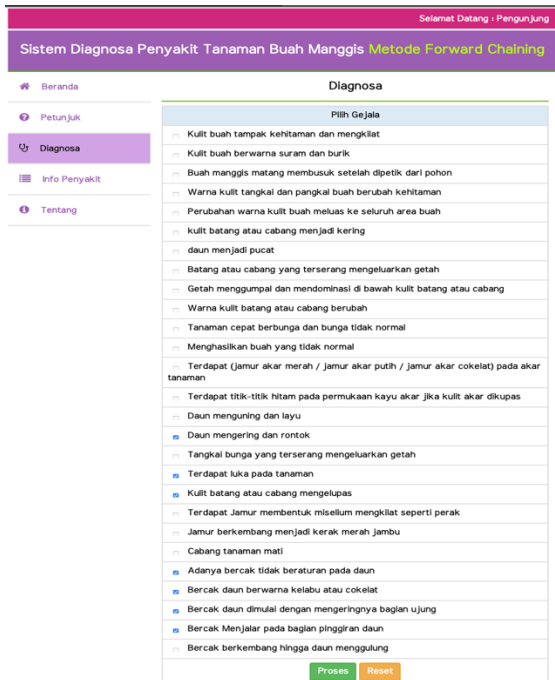 Selamat Datang : Pengunjung
Sistem Diagnosa Penyakit Tanaman Buah Manggis Metode Forward Chaining
Beranda
Petunjuk
Diagnosa
Info Penyakit
Tentang
Diagnosa
Pilih Gejala
Kulit buah tampak kehitaman dan mengkilat
Kulit buah berwarna suram dan burik
Buah manggis matang membusuk setelah dipetik dari pohon
Warna kulit tangkai dan pangkal buah berubah kehitaman
Perubahan warna kulit buah meluas ke seluruh area buah
kulit batang atau cabang menjadi kering
daun menjadi pucat
Batang atau cabang yang terserang mengeluarkan getah
Getah menggumpal dan mendominasi di bawah kulit batang atau cabang
Warna kulit batang atau cabang berubah
Tanaman cepat berbunga dan bunga tidak normal
Menghasilkan buah yang tidak normal
Terdapat (jamur akar merah / jamur akar putih / jamur akar cokelat) pada akar
tanaman
Terdapat titik-titik hitam pada permukaan kayu akar jika kulit akar dikupas
Daun menguning dan layu
Daun mengering dan rontok
Tangkai bunga yang terserang mengeluarkan getah
Terdapat luka pada tanaman
Kulit batang atau cabang mengelupas
Terdapat Jamur membentuk miselium mengkilat seperti perak
Jamur berkembang menjadi kerak merah jambu
Cabang tanaman mati
Adanya bercak tidak beraturan pada daun
Bercak daun berwarna kelabu atau cokelat
Bercak daun dimulai dengan mengeringnya bagian ujung
Bercak Menjalar pada bagian pinggiran daun
Bercak berkembang hingga daun menggulung
Proses Reset